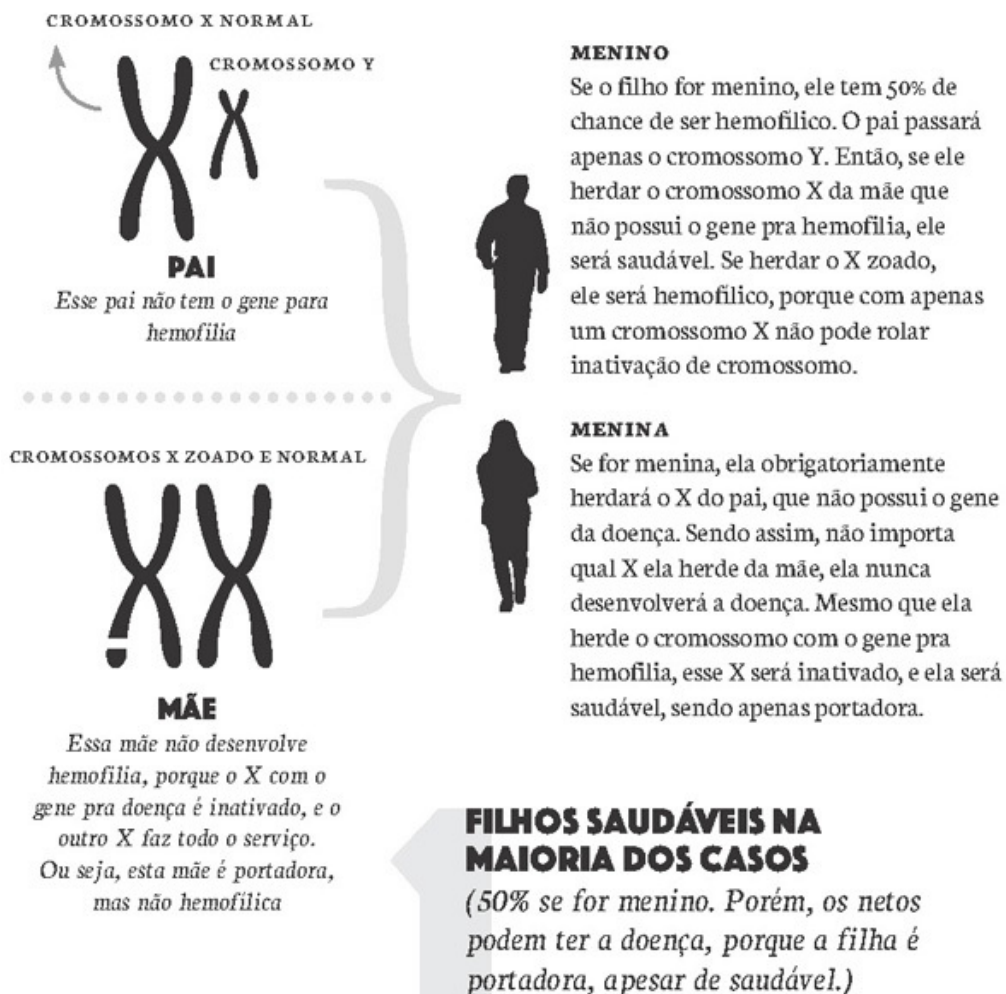 CROMOSSOMO X NORMAL
CROMOSSOMO Y
PAI
Esse pai não tem o gene para
hemofilia
CROMOSSOMOS X ZOADO E NORMAL
MÃE
Essa mãe não desenvolve
hemofilia, porque o X com o
gene pra doença é inativado, e o
outro X faz todo o serviço.
Ou seja, esta mãe é portadora,
mas não hemofílica
MENINO
Se o filho for menino, ele tem 50% de
chance de ser hemofílico. O pai passará
apenas o cromossomo Y. Então, se ele
herdar o cromossomo X da mãe que
não possui o gene pra hemofilia, ele
será saudável. Se herdar o X zoado,
ele será hemofílico, porque com apenas
um cromossomo X não pode rolar
inativação de cromossomo.
MENINA
Se for menina, ela obrigatoriamente
herdará o X do pai, que não possui o gene
da doença. Sendo assim, não importa
qual X ela herde da mãe, ela nunca
desenvolverá a doença. Mesmo que ela
herde o cromossomo com o gene pra
hemofilia, esse X será inativado, e ela será
saudável, sendo apenas portadora.
1
FILHOS SAUDÁVEIS NA
MAIORIA DOS CASOS
(50% se for menino. Porém, os netos
podem ter a doença, porque a filha é
portadora, apesar de saudável.)